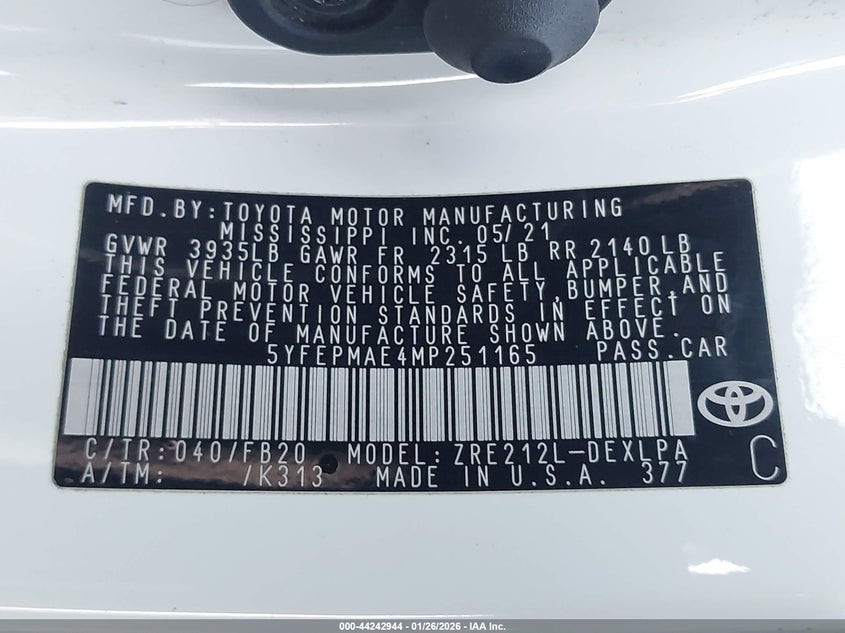 MFD. BY: TOYOTA MOTOR MANUFACTURING
MISSISSIPPI INC. 05/21
GVWR 3935LB GAWR FR 2315 LB RR 2140 LB
THIS VEHICLE CONFORMS TO ALL APPLICABLE
FEDERAL MOTOR VEHICLE SAFETY, BUMPER, AND
THEFT PREVENTION STANDARDS IN EFFECT ON
THE DATE OF MANUFACTURE SHOWN ABOVE.
5YFEPMAE4MP251165 PASS. CAR
C/TR: 040/FB20 MODEL: ZRE212L-DEXLPA
A/TM: /K313 MADE IN U.S.A. 377
C
000-44242944 - 01/26/2026 - IAA Inc.